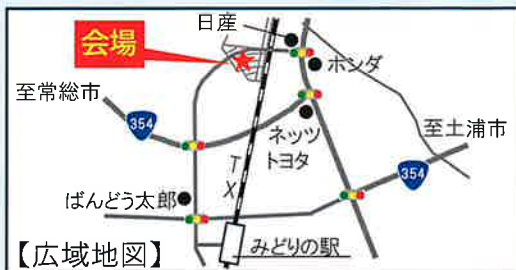 日産
会場
ホンダ
至常総市
354
ネッツ
トヨタ
至土浦市
354
TX
ばんどう太郎
みどりの駅
【広域地図】